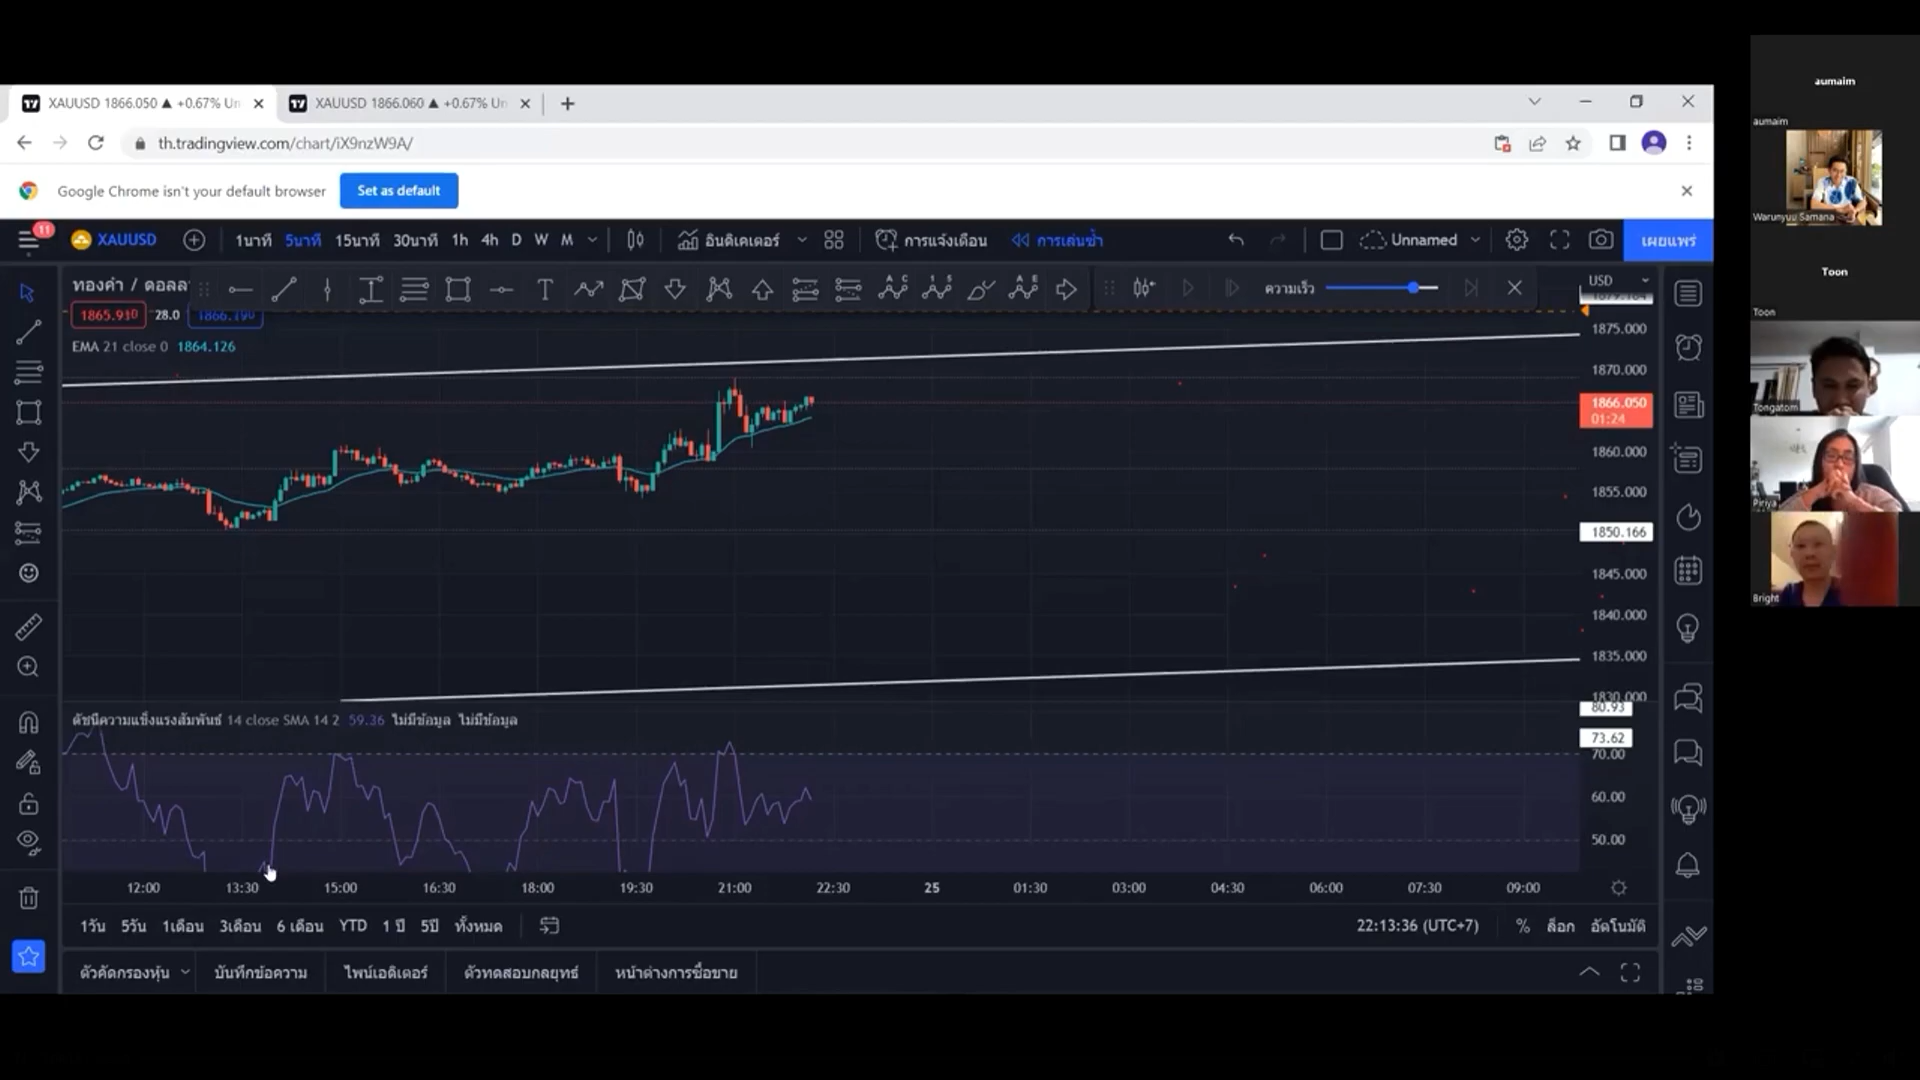 XAUUSD 1866.050 ▲ +0.67% Un
XAUUSD 1866.060 ▲ +0.67% Un
th.tradingview.com/chart/iX9nzW9A/
Google Chrome isn't your default browser
Set as default
11
XAUUSD
1นาที 5นาที 15นาที 30นาที 1h 4h D W M
อินดิเคเตอร์
การแจ้งเตือน
การเล่นซ้ำ
Unnamed
เผยแพร่
ทองคำ / ดอลลา
ความเร็ว
USD
1865.910 28.0 1866.190
EMA 21 close 0 1864.126
1875.000
1870.000
1866.050
01:24
1860.000
1855.000
1850.166
1845.000
1840.000
1835.000
1830.000
ดัชนีความแข็งแรงสัมพันธ์ 14 close SMA 14 2 59.36 ไม่มีข้อมูล ไม่มีข้อมูล
80.93
73.62
70.00
60.00
50.00
12:00 13:30 15:00 16:30 18:00 19:30 21:00 22:30 25 01:30 03:00 04:30 06:00 07:30 09:00
1วัน 5วัน 1เดือน 3เดือน 6 เดือน YTD 1 ปี 5ปี ทั้งหมด
22:13:36 (UTC+7) % ล็อก อัตโนมัติ
ตัวคัดกรองหุ้น บันทึกข้อความ ไพน์เอดิเตอร์ ตัวทดสอบกลยุทธ์ หน้าต่างการซื้อขาย
aumaim
aumaim
Warunyuu Samana
Toon
Toon
Tongatom
Piriya
Bright